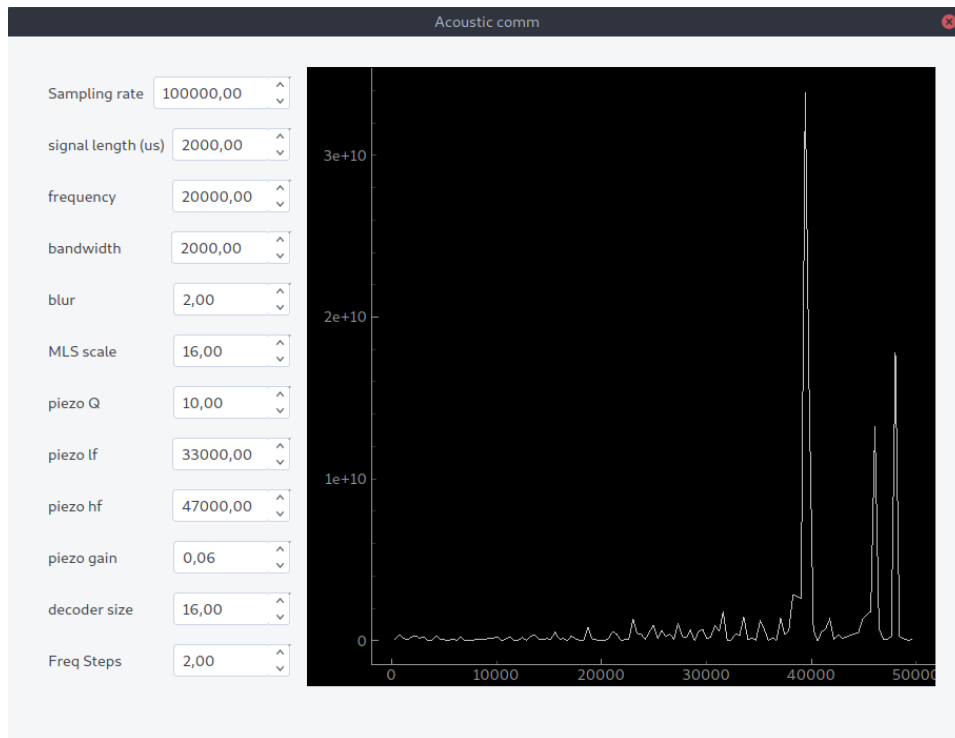 Acoustic comm
Sampling rate 100000,00
signal length (us) 2000,00
frequency 20000,00
bandwidth 2000,00
blur 2,00
MLS scale 16,00
piezo Q 10,00
piezo lf 33000,00
piezo hf 47000,00
piezo gain 0,06
decoder size 16,00
Freq Steps 2,00
3e+10
2e+10
1e+10
0
0 10000 20000 30000 40000 50000